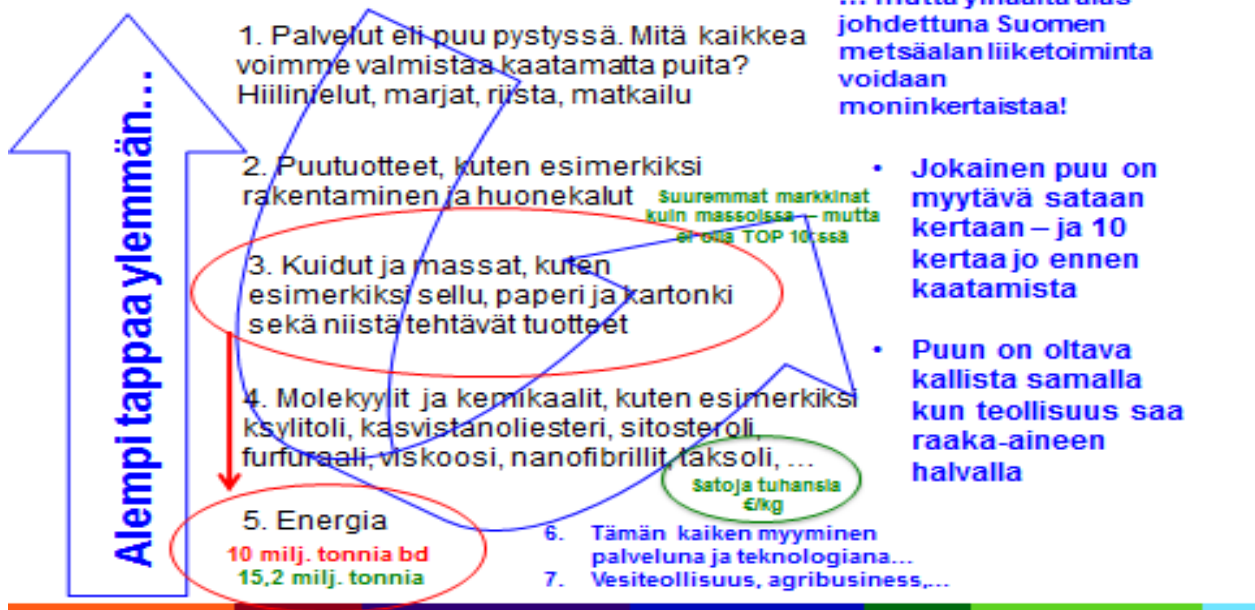 Alempi tappaa ylemmän...
1. Palvelut eli puu pystyssä. Mitä kaikkea
voimme valmistaa kaatamatta puita?
Hiilinielut, marjat, riista, matkailu
2. Puutuotteet, kuten esimerkiksi
rakentaminen ja huonekalut
Suuremmat markkinat
kuin massoissa – mutta
ei olla TOP 10:ssä
3. Kuidut ja massat, kuten
esimerkiksi sellu, paperi ja kartonki
sekä niistä tehtävät tuotteet
4. Molekyylit ja kemikaalit, kuten esimerkiksi
ksylitoli, kasvistanoliesteri, sitosteroli,
furfuraali, viskoosi, nanofibrillit, taksoli, ...
Satoja tuhansia
€/kg
5. Energia
10 milj. tonnia bd
15,2 milj. tonnia
6. Tämän kaiken myyminen
palveluna ja teknologiana...
7. Vesiteollisuus, agribusiness,...
... mutta ylhäältä alas
johdettuna Suomen
metsäalan liiketoiminta
voidaan
moninkertaistaa!
• Jokainen puu on
myytävä sataan
kertaan – ja 10
kertaa jo ennen
kaatamista
• Puun on oltava
kallista samalla
kun teollisuus saa
raaka-aineen
halvalla